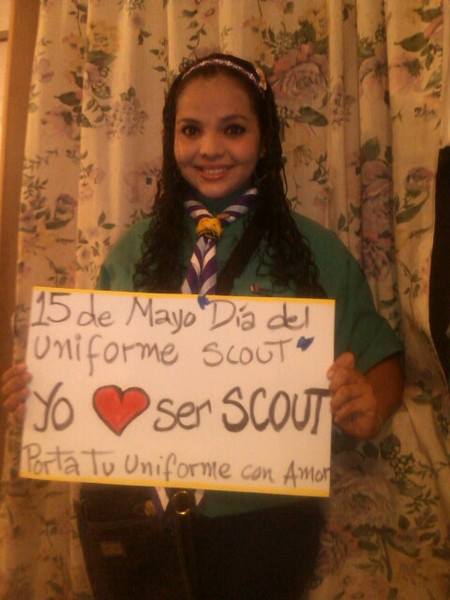 15 de Mayo Día del
uniforme SCOUT
Yo ❤ ser SCOUT
Porta Tu Uniforme con Amor